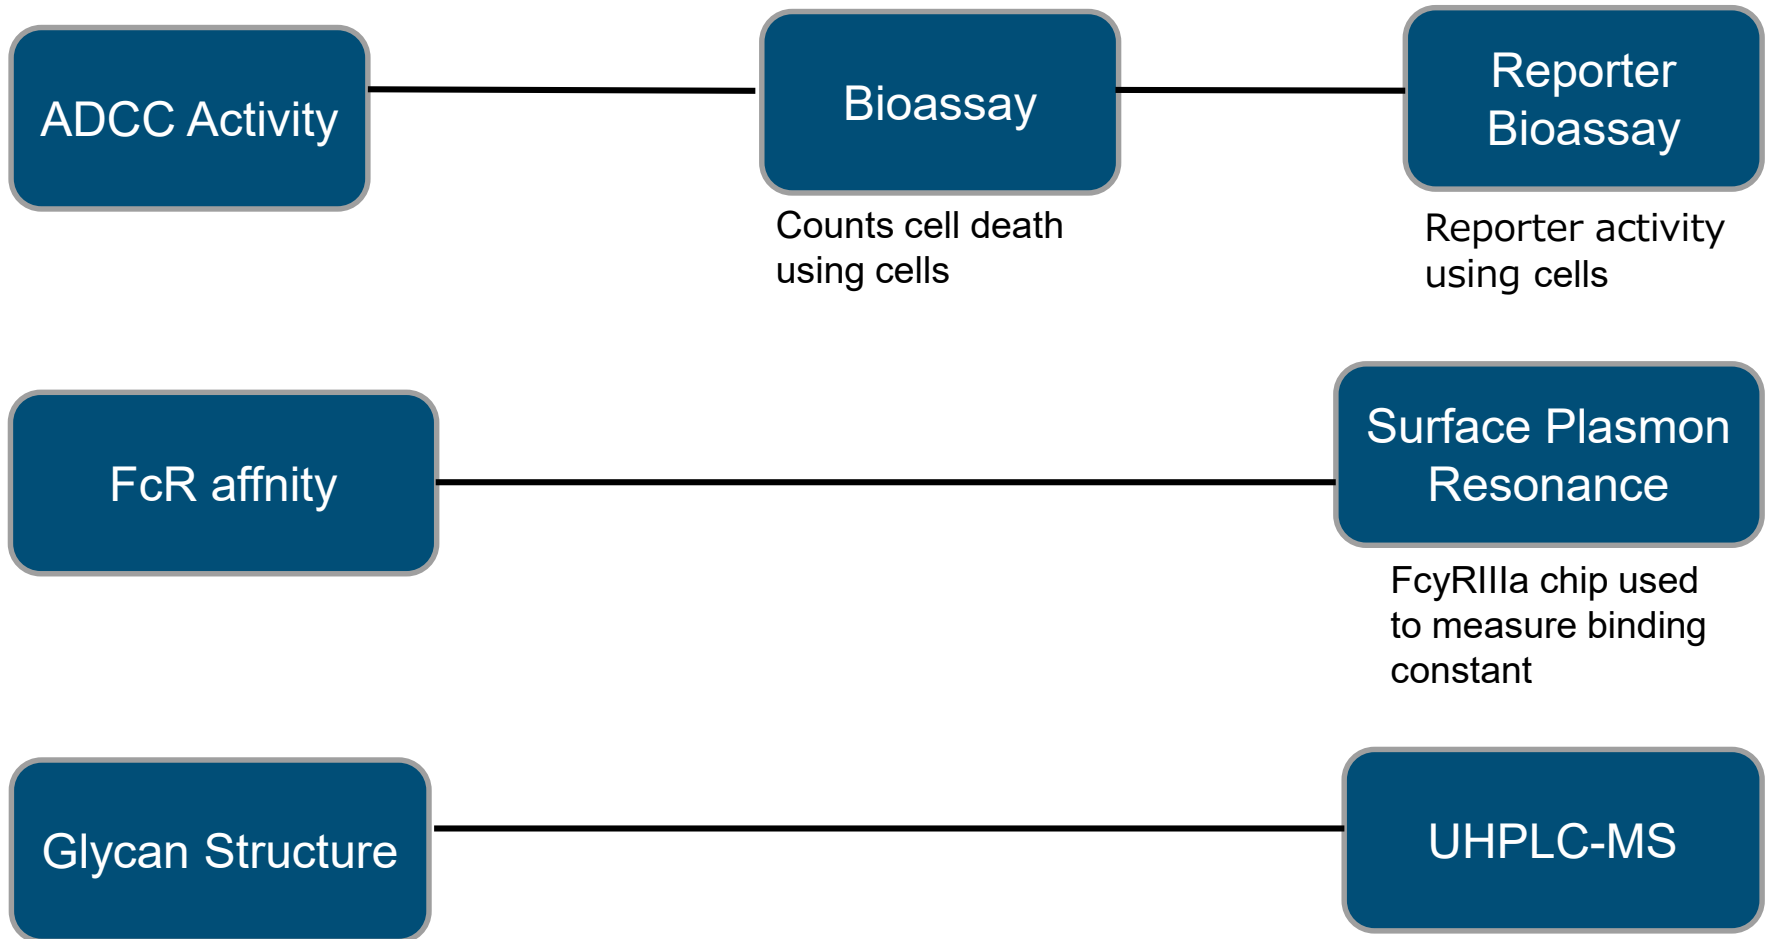 ADCC Activity
Bioassay
Reporter
Bioassay
Counts cell death
using cells
Reporter activity
using cells
FcR affnity
Surface Plasmon
Resonance
FcyRIIIa chip used
to measure binding
constant
Glycan Structure
UHPLC-MS